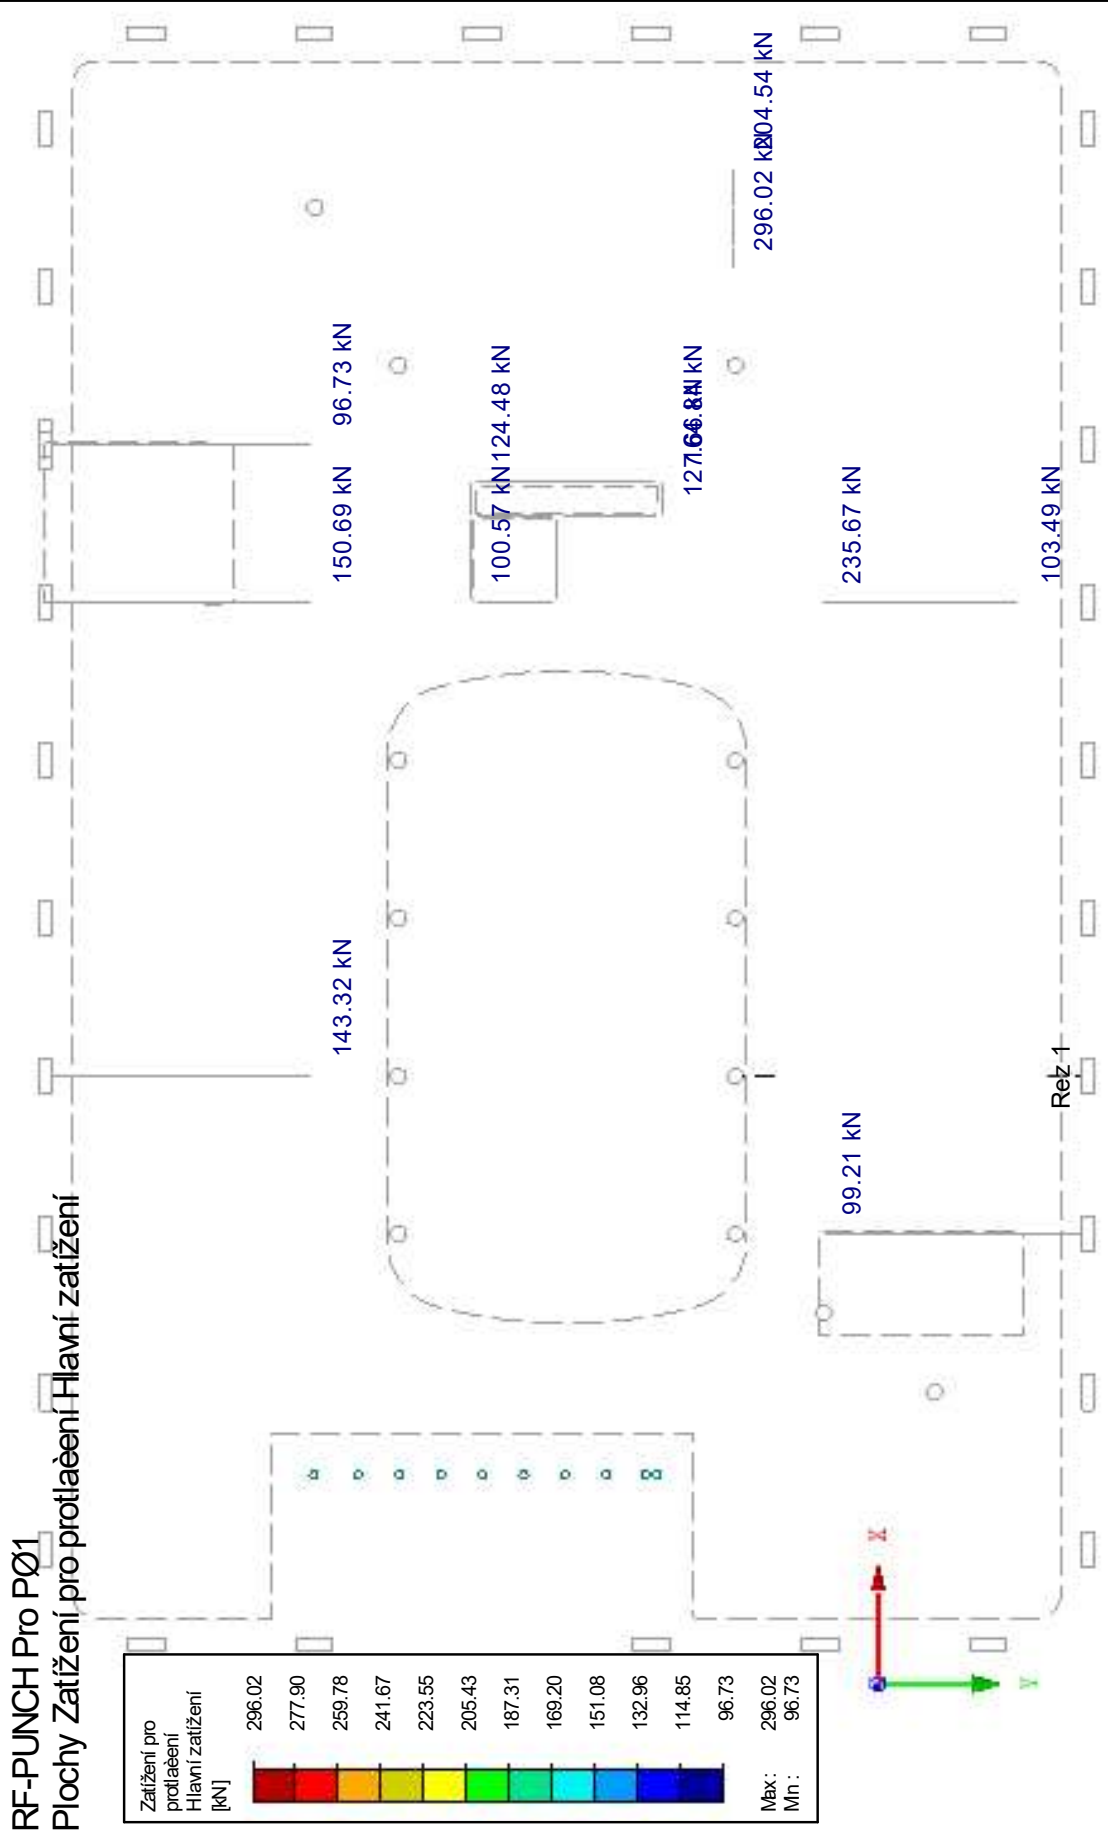 RF-PUNCH Pro PØ1
Plochy Zatížení pro protlaèení Hlavní zatížení
Zatížení pro
protlaèení
Hlavní zatížení
[kN]
296.02
277.90
259.78
241.67
223.55
205.43
187.31
169.20
151.08
132.96
114.85
96.73
Max : 296.02
Min : 96.73
143.32 kN
150.69 kN
96.73 kN
100.57 kN
124.48 kN
296.02 kN
204.54 kN
99.21 kN
235.67 kN
103.49 kN
Rez 1
X
Y